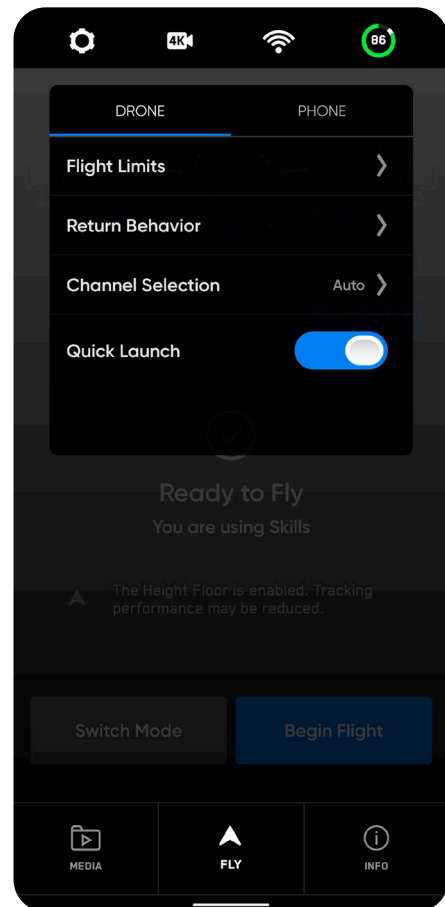 4K
86
DRONE
PHONE
Flight Limits
Return Behavior
Channel Selection
Auto
Quick Launch
Ready to Fly
You are using Skills
The Height Floor is enabled. Tracking
performance may be reduced.
Switch Mode
Begin Flight
MEDIA
FLY
INFO